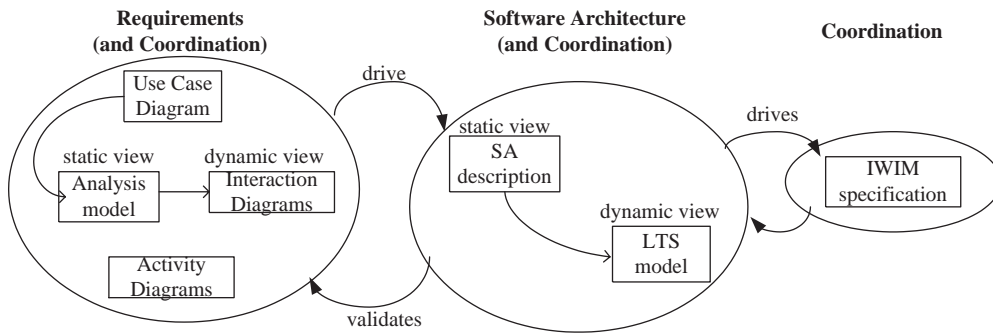 Requirements
(and Coordination)
Software Architecture
(and Coordination)
Coordination
Use Case
Diagram
drive
drives
static view
dynamic view
Analysis
model
Interaction
Diagrams
Activity
Diagrams
static view
SA
description
dynamic view
LTS
model
IWIM
specification
validates